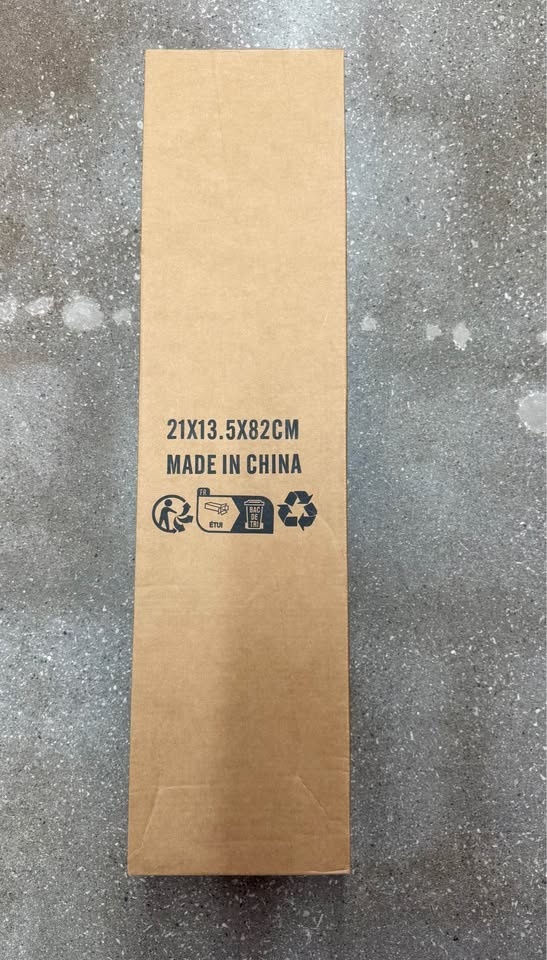 21X13.5X82CM
MADE IN CHINA
FR
ÉTUI
BAC
DE
TRI